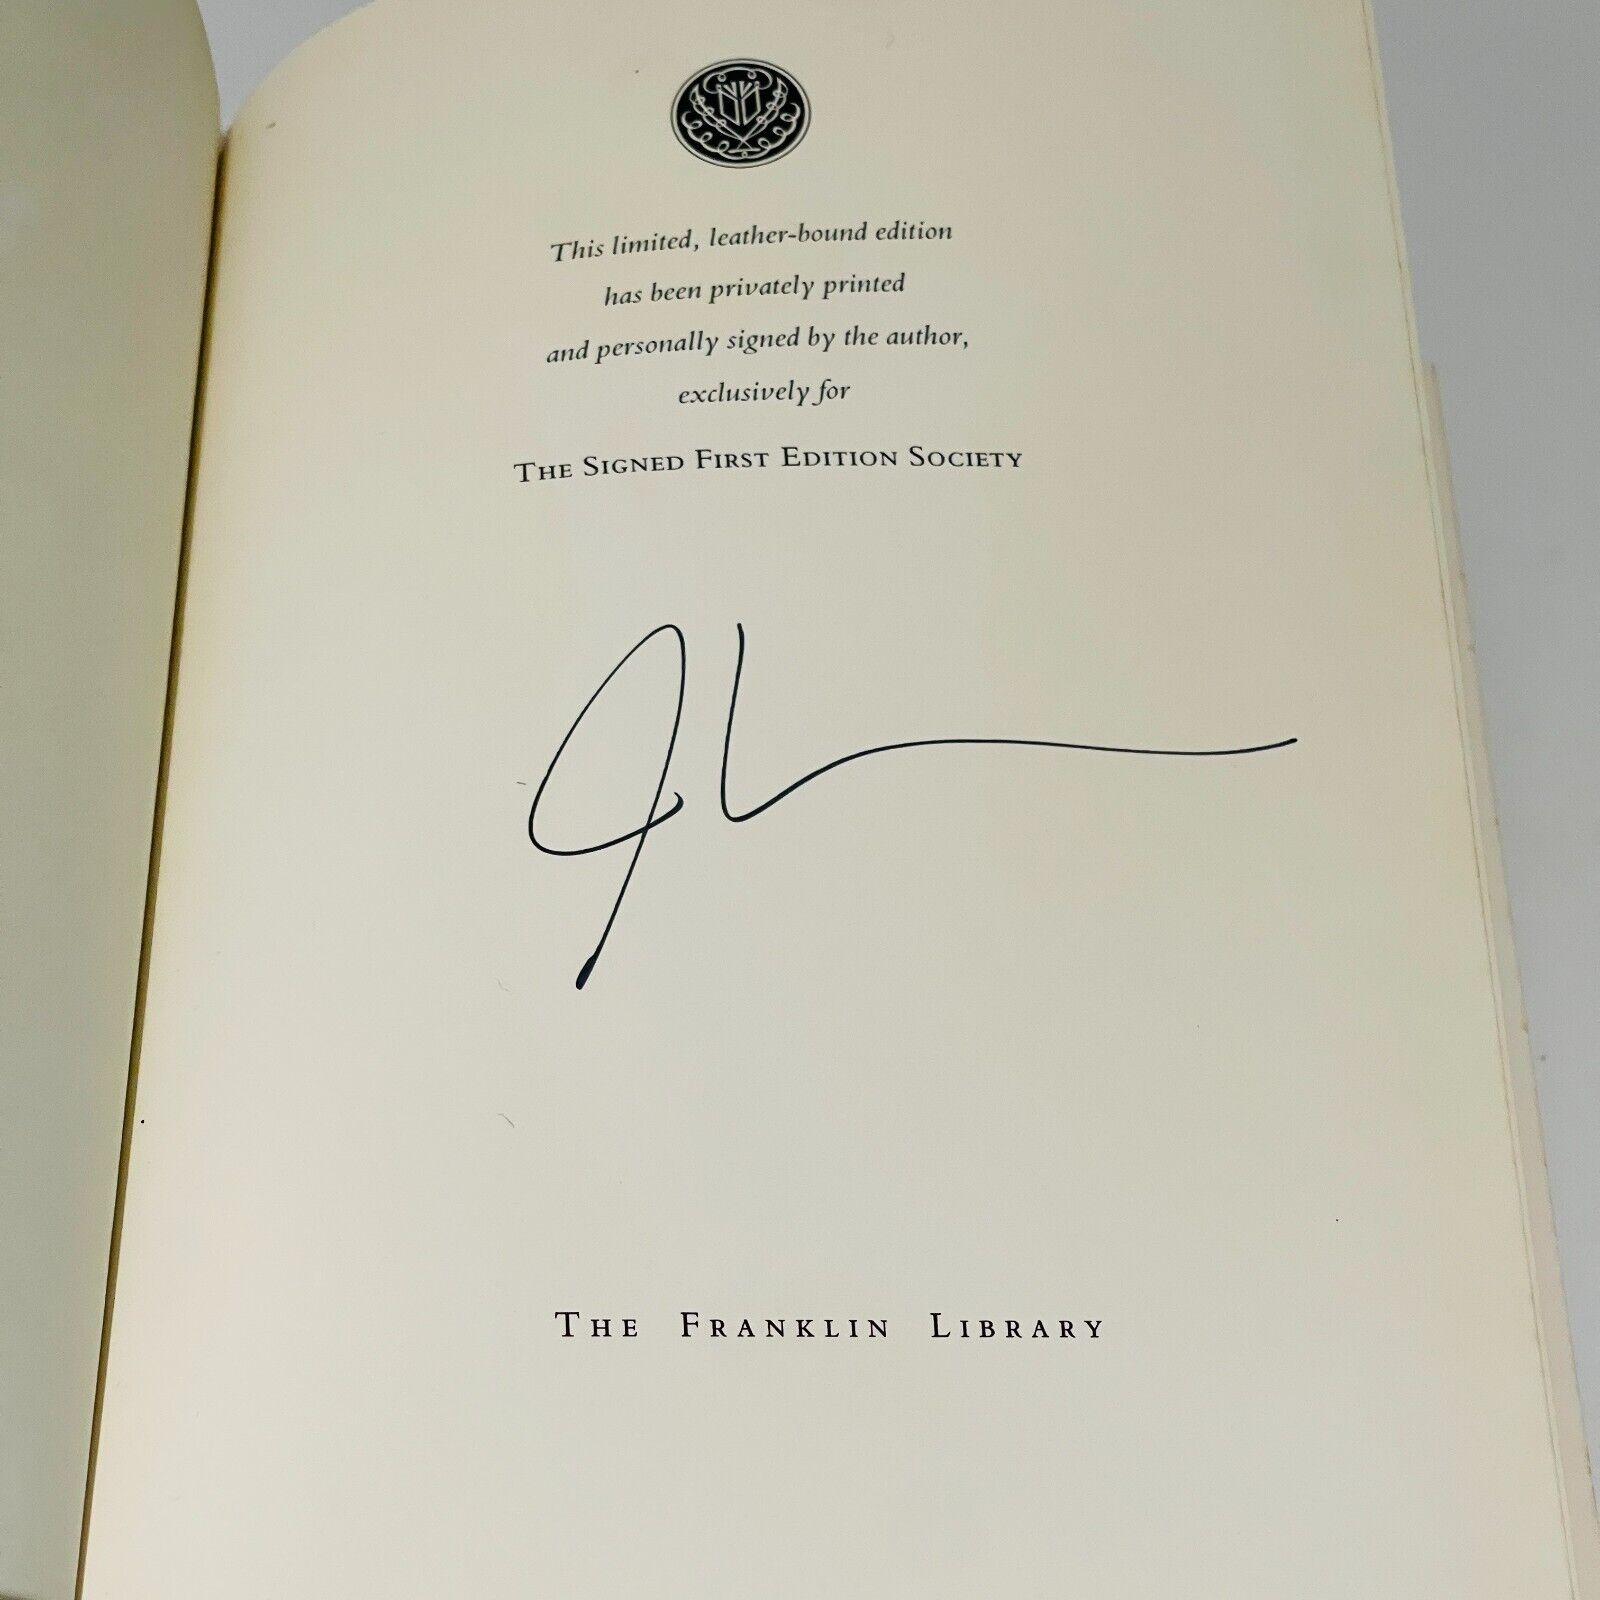 This limited, leather-bound edition
has been privately printed
and personally signed by the author,
exclusively for
THE SIGNED FIRST EDITION SOCIETY
THE FRANKLIN LIBRARY